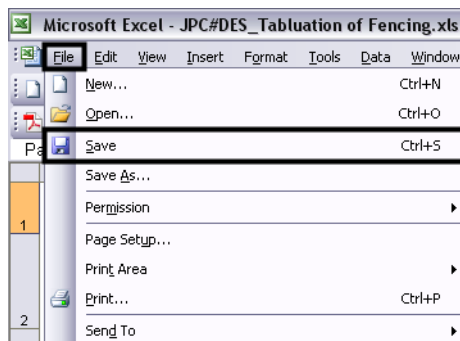 Microsoft Excel - JPC#DES_Tabluation of Fencing.xls
File Edit View Insert Format Tools Data Window
New... Ctrl+N
Open... Ctrl+O
Save Ctrl+S
Save As...
Permission
1
Page Setup...
Print Area
Print... Ctrl+P
2
Send To